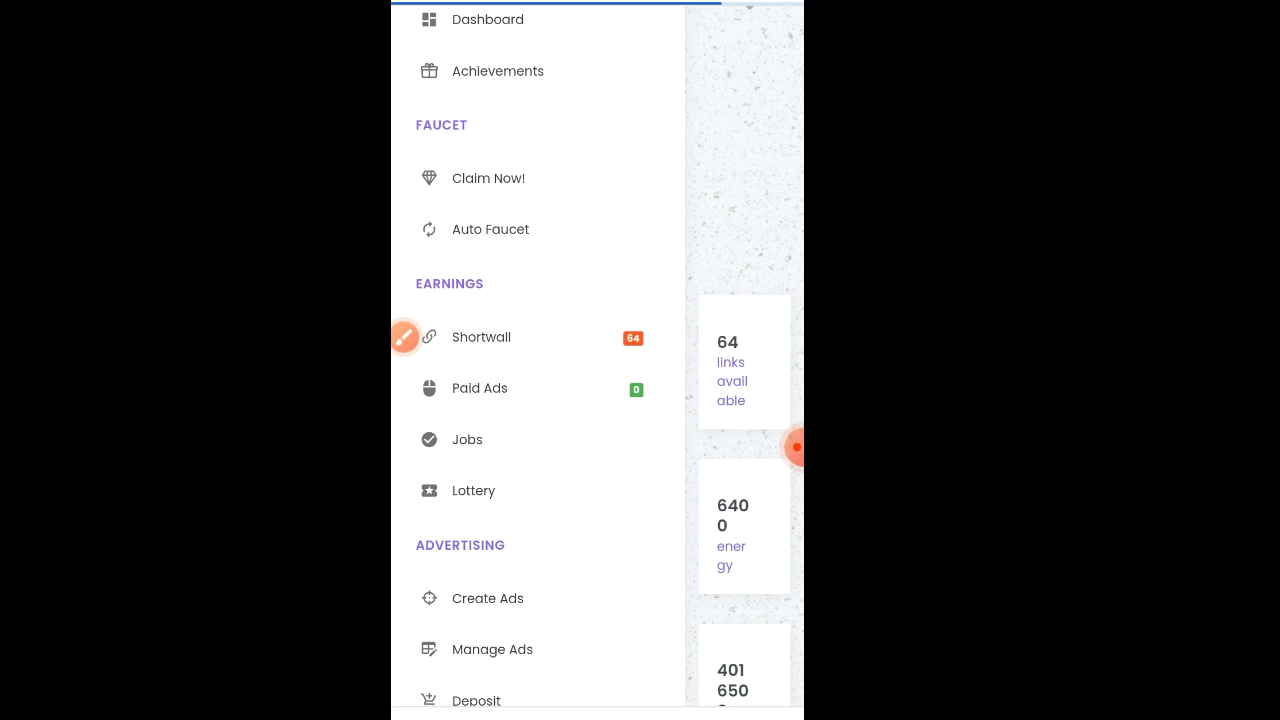 Dashboard
Achievements
FAUCET
Claim Now!
Auto Faucet
EARNINGS
Shortwall 64
Paid Ads 0
Jobs
Lottery
ADVERTISING
Create Ads
Manage Ads
Deposit
64
links
avail
able
640
0
ener
gy
401
650